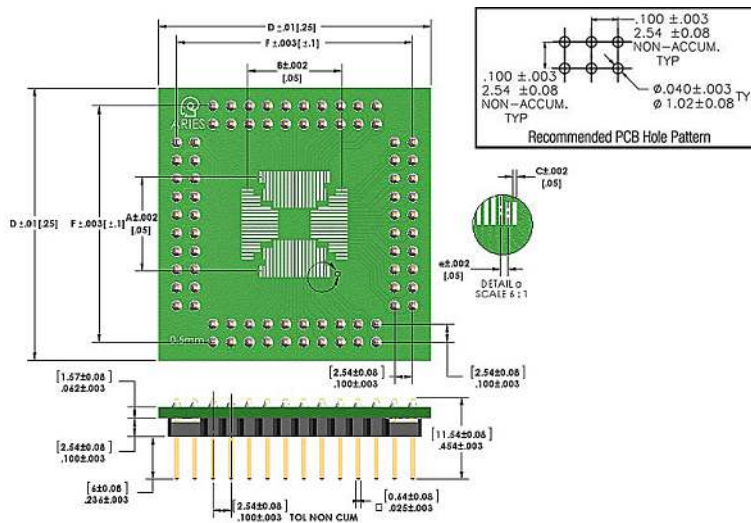 D ±.01[.25]
F ±.003[±.1]
B±.002
[.05]
ARIES
D ±.01[.25]
F ±.003[±.1]
A±.002
[.05]
0.5mm
[2.54±0.08]
.100±.003
[2.54±0.08]
.100±.003
.100 ±.003
2.54 ±0.08
NON-ACCUM.
TYP
.100 ±.003
2.54 ±0.08
NON-ACCUM.
TYP
Ø.040±.003 TY
Ø1.02±0.08
Recommended PCB Hole Pattern
C±.002
[.05]
e±.002
[.05]
DETAIL a
SCALE 6 : 1
[1.57±0.08]
.062±.003
[2.54±0.08]
.100±.003
[6±0.08]
.236±.003
[11.54±0.08]
.454±.003
[2.54±0.08]
.100±.003 TOL NON CUM
[0.64±0.08]
□ .025±.003